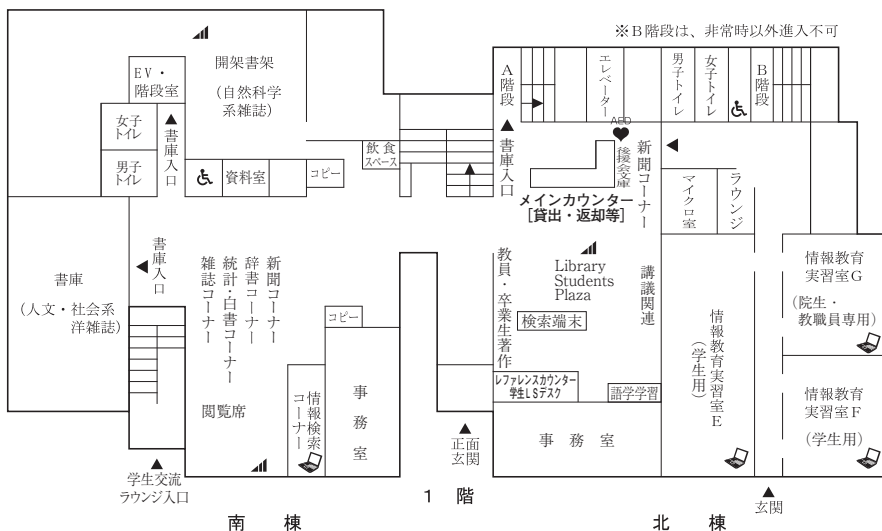 ※Ｂ階段は、非常時以外進入不可
開架書架
（自然科学
系雑誌）
EV・
階段室
女子
トイレ
男子
トイレ
書庫入口
資料室
コピー
飲食
スペース
A階段
書庫入口
エレベーター
AED
後援会文庫
新聞コーナー
男子トイレ
女子トイレ
B階段
メインカウンター
［貸出・返却等］
マイクロ室
ラウンジ
書庫
（人文・社会系
洋雑誌）
書庫入口
雑誌コーナー
統計・白書コーナー
辞書コーナー
新聞コーナー
コピー
閲覧席
情報検索
コーナー
事務室
教員・卒業生著作
Library
Students
Plaza
検索端末
講議関連
レファレンスカウンター
学生LSデスク
語学学習
事務室
情報教育実習室E
（学生用）
情報教育
実習室G
（院生・
教職員専用）
情報教育
実習室F
（学生用）
学生交流
ラウンジ入口
正面
玄関
玄関
1 階
南 棟
北 棟